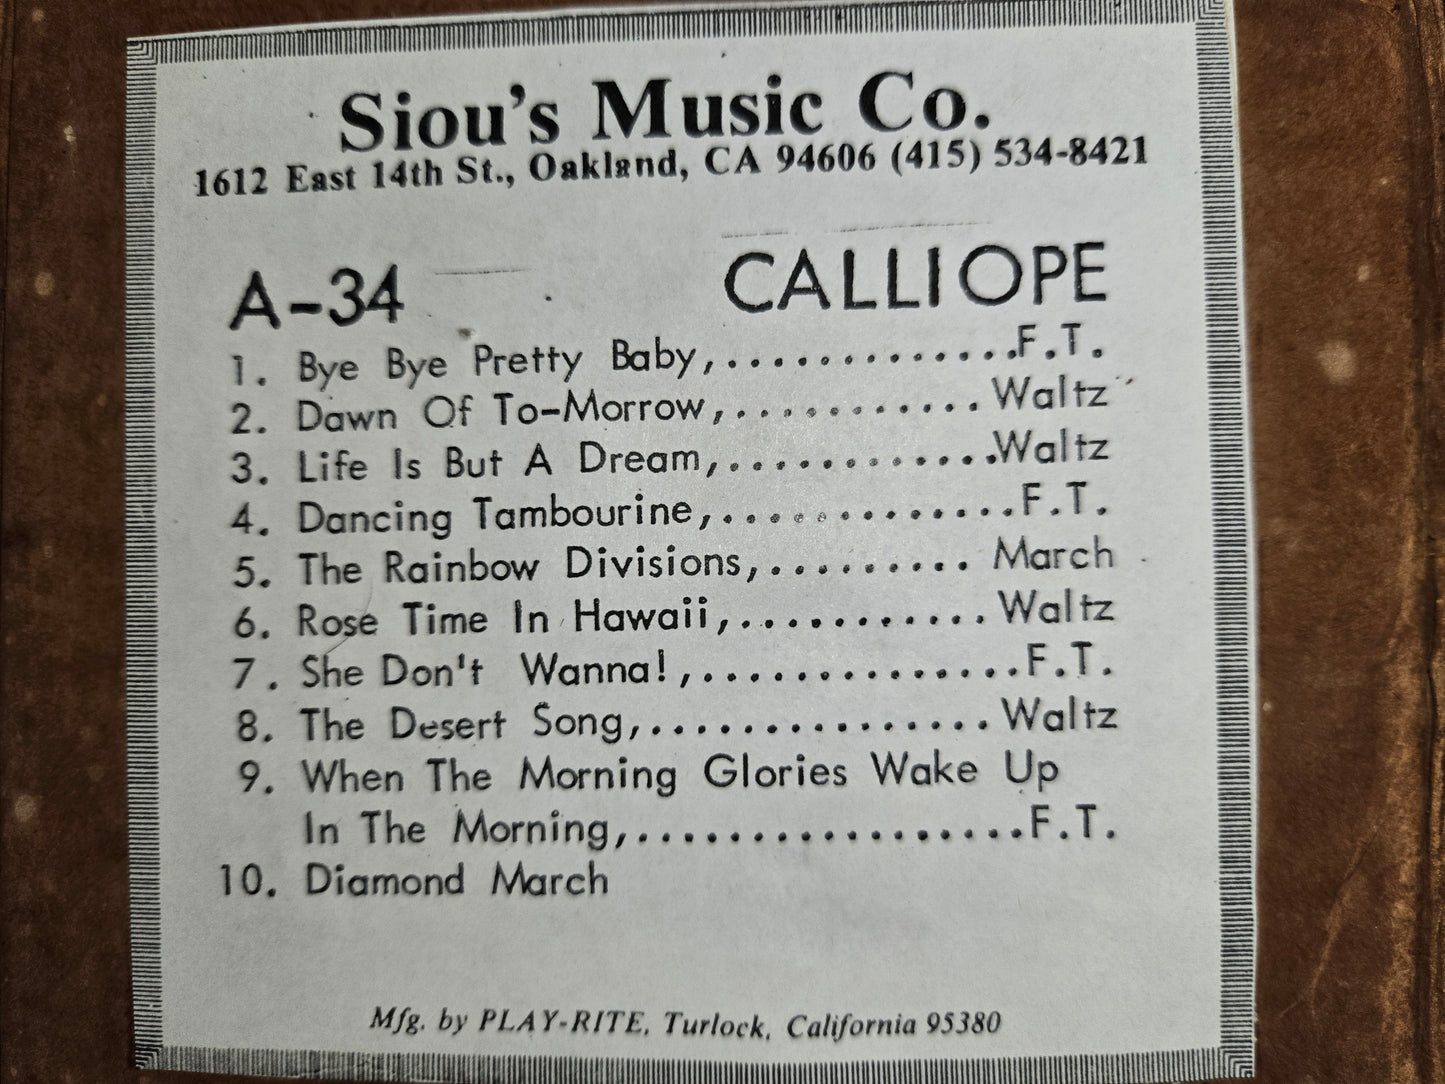 Siou's Music Co.
1612 East 14th St., Oakland, CA 94606 (415) 534-8421
A-34 CALLIOPE
1. Bye Bye Pretty Baby,..............F.T.
2. Dawn Of To-Morrow,............Waltz
3. Life Is But A Dream,.............Waltz
4. Dancing Tambourine,..............F.T.
5. The Rainbow Divisions,.........March
6. Rose Time In Hawaii,...........Waltz
7. She Don't Wanna!,...............F.T.
8. The Desert Song,................Waltz
9. When The Morning Glories Wake Up
In The Morning,..................F.T.
10. Diamond March
Mfg. by PLAY-RITE, Turlock, California 95380